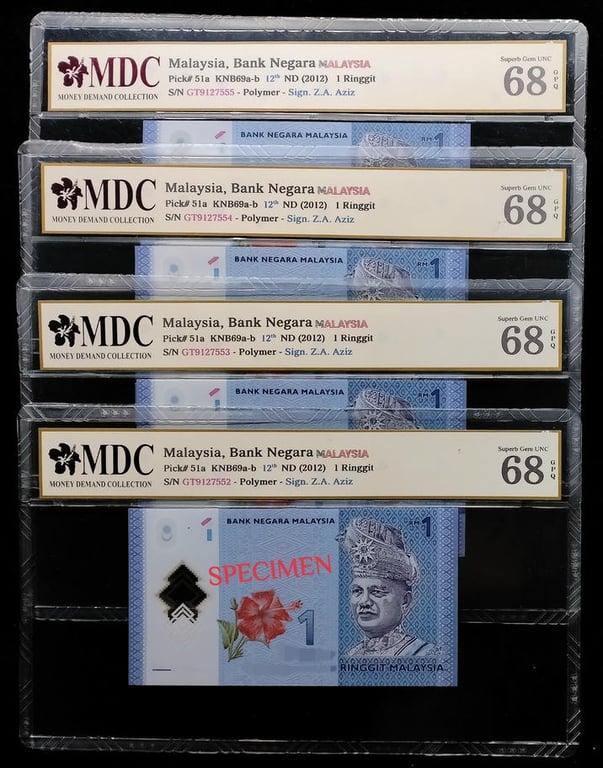 MDC
MONEY DEMAND COLLECTION
Malaysia, Bank Negara MALAYSIA
Pick# 51a KNB69a-b 12th ND (2012) 1 Ringgit
S/N GT9127555 - Polymer - Sign. Z.A. Aziz
Superb Gem UNC
68
GPQ
BANK NEGARA MALAYSIA
RM 1
MDC
MONEY DEMAND COLLECTION
Malaysia, Bank Negara MALAYSIA
Pick# 51a KNB69a-b 12th ND (2012) 1 Ringgit
S/N GT9127554 - Polymer - Sign. Z.A. Aziz
Superb Gem UNC
68
GPQ
BANK NEGARA MALAYSIA
RM 1
MDC
MONEY DEMAND COLLECTION
Malaysia, Bank Negara MALAYSIA
Pick# 51a KNB69a-b 12th ND (2012) 1 Ringgit
S/N GT9127553 - Polymer - Sign. Z.A. Aziz
Superb Gem UNC
68
GPQ
BANK NEGARA MALAYSIA
RM 1
MDC
MONEY DEMAND COLLECTION
Malaysia, Bank Negara MALAYSIA
Pick# 51a KNB69a-b 12th ND (2012) 1 Ringgit
S/N GT9127552 - Polymer - Sign. Z.A. Aziz
Superb Gem UNC
68
GPQ
BANK NEGARA MALAYSIA
RM 1
SPECIMEN
1
RINGGIT MALAYSIA